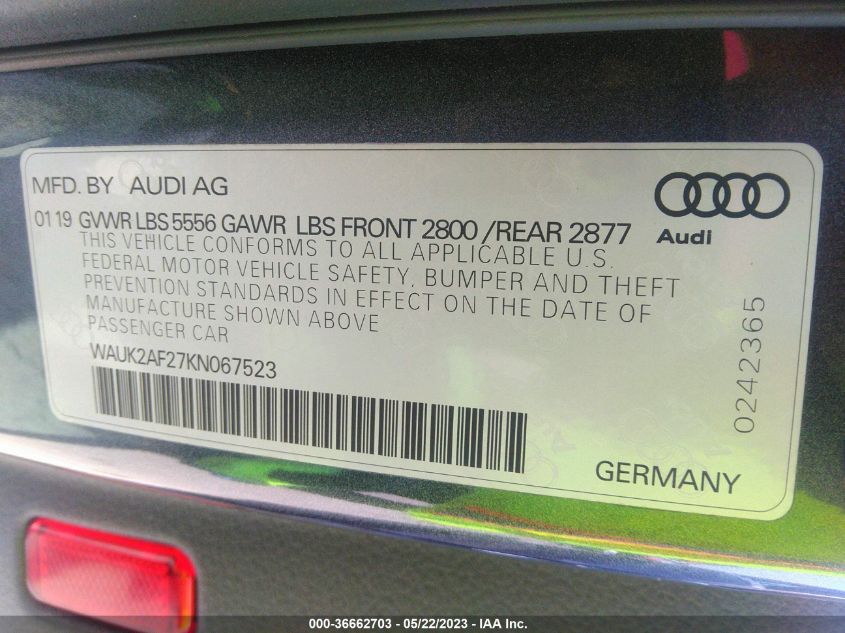 MFD. BY AUDI AG
01 19 GVWR LBS 5556 GAWR LBS FRONT 2800 /REAR 2877
Audi
THIS VEHICLE CONFORMS TO ALL APPLICABLE U.S.
FEDERAL MOTOR VEHICLE SAFETY, BUMPER AND THEFT
PREVENTION STANDARDS IN EFFECT ON THE DATE OF
MANUFACTURE SHOWN ABOVE
PASSENGER CAR
WAUK2AF27KN067523
0242365
GERMANY
000-36662703 - 05/22/2023 - IAA Inc.